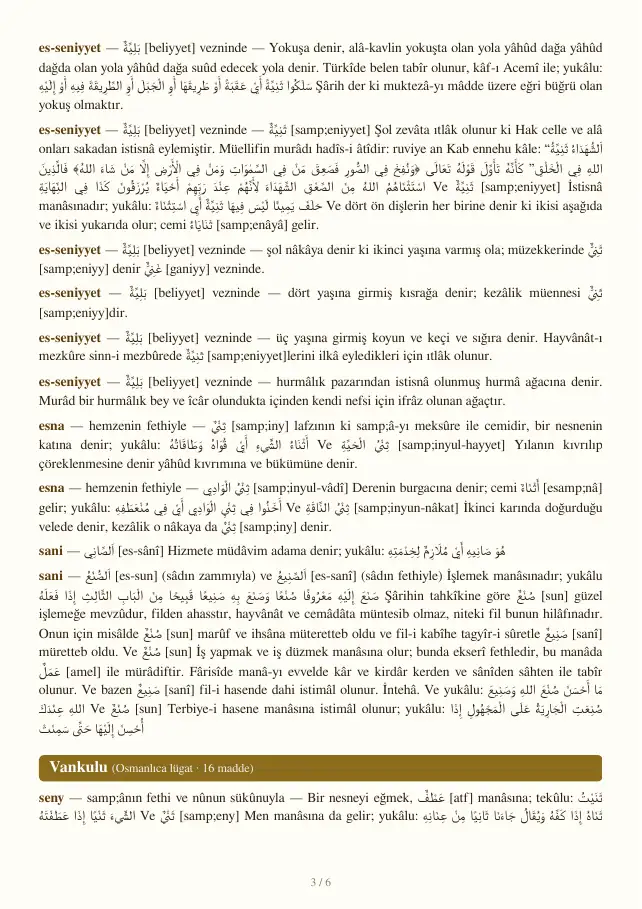 es-seniyyet — بَلِيَّةٌ [beliyyet] vezninde — Yokuşa denir, alâ-kavlin yokuşta olan yola yâhûd dağa yâhûd
dağda olan yola yâhûd dağa suûd edecek yola denir. Türkîde belen tabîr olunur, kâf-ı Acemî ile; yukâlu:
سَلَكُوا ثَنِيَّةً أَيْ عَقَبَةً أَوْ طَرِيقَهَا أَوِ الْجَبَلَ أَوِ الطَّرِيقَةَ فِيهِ أَوْ إِلَيْهِ Şârih der ki muktezâ-yı mâdde üzere eğri büğrü olan
yokuş olmaktır.
es-seniyyet — بَلِيَّةٌ [beliyyet] vezninde — ثَنِيَّةٌ [samp;eniyyet] Şol zevâta ıtlâk olunur ki Hak celle ve alâ
onları sakadan istisnâ eylemiştir. Müellifin murâdı hadîs-i âtîdir: ruviye an Kab ennehu kâle: “اَلشُّهَدَاءُ ثَنِيَّةُ
اللهِ فِي الْخَلْقِ” كَأَنَّهُ تَأَوَّلَ قَوْلَهُ تَعَالَى ﴿وَنُفِخَ فِي الصُّورِ فَصَعِقَ مَنْ فِي السَّمَوَاتِ وَمَنْ فِي الْأَرْضِ إِلَّا مَنْ شَاءَ اللهُ﴾ فَالَّذِينَ
اسْتَثْنَاهُمُ اللهُ مِنَ الصَّعْقِ الشُّهَدَاءُ لِأَنَّهُمْ عِنْدَ رَبِّهِمْ أَحْيَاءٌ يُرْزَقُونَ كَذَا فِي النِّهَايَةِ Ve ثَنِيَّةٌ [samp;eniyyet] İstisnâ
manâsınadır; yukâlu: حَلَفَ يَمِينًا لَيْسَ فِيهَا ثَنِيَّةٌ أَيِ اسْتِثْنَاءٌ Ve dört ön dişlerin her birine denir ki ikisi aşağıda
ve ikisi yukarıda olur; cemi ثَنَايَاءُ [samp;enâyâ] gelir.
es-seniyyet — بَلِيَّةٌ [beliyyet] vezninde — şol nâkâya denir ki ikinci yaşına varmış ola; müzekkerinde ثَنِيٌّ
[samp;eniyy] denir غَنِيٌّ [ganiyy] vezninde.
es-seniyyet — بَلِيَّةٌ [beliyyet] vezninde — dört yaşına girmiş kısrağa denir; kezâlik müennesi ثَنِيٌّ
[samp;eniyy]dir.
es-seniyyet — بَلِيَّةٌ [beliyyet] vezninde — üç yaşına girmiş koyun ve keçi ve sığıra denir. Hayvânât-ı
mezkûre sinn-i mezbûrede ثَنِيَّةٌ [samp;eniyyet]lerini ilkâ eyledikleri için ıtlâk olunur.
es-seniyyet — بَلِيَّةٌ [beliyyet] vezninde — hurmâlık pazarından istisnâ olunmuş hurmâ ağacına denir.
Murâd bir hurmâlık bey ve îcâr olundukta içinden kendi nefsi için ifrâz olunan ağaçtır.
esna — hemzenin fethiyle — ثِنْيٌ [samp;iny] lafzının ki samp;â-yı meksûre ile cemidir, bir nesnenin
katına denir; yukâlu: أَثْنَاءُ الشَّيْءِ أَيْ قُوَاهُ وَطَاقَاتُهُ Ve ثِنْيُ الْحَيَّةِ [samp;inyul-hayyet] Yılanın kıvrılıp
çöreklenmesine denir yâhûd kıvrımına ve bükümüne denir.
esna — hemzenin fethiyle — ثِنْيُ الْوَادِي [samp;inyul-vâdî] Derenin burgacına denir; cemi أَثْنَاءٌ [esamp;nâ]
gelir; yukâlu: أَخَذُوا فِي ثِنْيِ الْوَادِي أَيْ فِي مُنْعَطَفِهِ Ve ثِنْيُ النَّاقَةِ [samp;inyun-nâkat] İkinci karında doğurduğu
velede denir, kezâlik o nâkaya da ثِنْيٌ [samp;iny] denir.
sani — اَلصَّانِي [es-sânî] Hizmete müdâvim adama denir; yukâlu: هُوَ صَانِيهِ أَيْ مُلَازِمٌ لِخِدْمَتِهِ
sani — اَلصُّنْعُ [es-sun] (sâdın zammıyla) ve اَلصَّنِيعُ [es-sanî] (sâdın fethiyle) İşlemek manâsınadır; yukâlu
صَنَعَ إِلَيْهِ مَعْرُوفًا صُنْعًا وَصَنَعَ بِهِ صَنِيعًا قَبِيحًا مِنَ الْبَابِ الثَّالِثِ إِذَا فَعَلَهُ Şârihin tahkîkine göre صُنْعٌ [sun] güzel
işlemeğe mevzûdur, filden ahasstır, hayvânât ve cemâdâta müntesib olmaz, niteki fil bunun hilâfınadır.
Onun için misâlde صُنْعٌ [sun] marûf ve ihsâna müteretteb oldu ve fil-i kabîhe tagyîr-i sûretle صَنِيعٌ [sanî]
müretteb oldu. Ve صُنْعٌ [sun] İş yapmak ve iş düzmek manâsına olur; bunda ekserî fethledir, bu manâda
عَمَلٌ [amel] ile mürâdiftir. Fârisîde manâ-yı evvelde kâr ve kirdâr kerden ve sânîden sâhten ile tabîr
olunur. Ve bazen صَنِيعٌ [sanî] fil-i hasende dahi istimâl olunur. İntehâ. Ve yukâlu: مَا أَحْسَنَ صُنْعَ اللهِ وَصَنِيعَ
اللهِ عِنْدَكَ Ve صُنْعٌ [sun] Terbiye-i hasene manâsına istimâl olunur; yukâlu: صُنِعَتِ الْجَارِيَةُ عَلَى الْمَجْهُولِ إِذَا
أُحْسِنَ إِلَيْهَا حَتَّى سَمِنَتْ
Vankulu (Osmanlıca lügat · 16 madde)
seny — samp;ânın fethi ve nûnun sükûnuyla — Bir nesneyi eğmek, عَطْفٌ [atf] manâsına; tekûlu: ثَنَيْتُ
الشَّيْءَ ثَنْيًا إِذَا عَطَفْتَهُ Ve ثَنْيٌ [samp;eny] Men manâsına da gelir; yukâlu: ثَنَاهُ إِذَا كَفَّهُ وَيُقَالُ جَاءَنَا ثَانِيًا مِنْ عِنَانِهِ
3 / 6